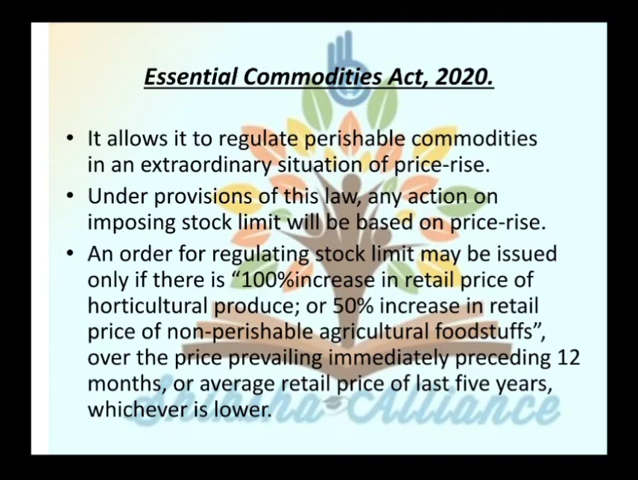 Essential Commodities Act, 2020.
• It allows it to regulate perishable commodities
in an extraordinary situation of price-rise.
• Under provisions of this law, any action on
imposing stock limit will be based on price-rise.
• An order for regulating stock limit may be issued
only if there is “100%increase in retail price of
horticultural produce; or 50% increase in retail
price of non-perishable agricultural foodstuffs”,
over the price prevailing immediately preceding 12
months, or average retail price of last five years,
whichever is lower.
Shiksha Alliance